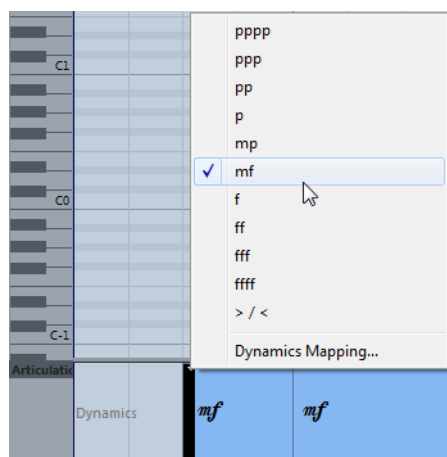 pppp
ppp
C1
pp
p
mp
mf
C0
f
ff
fff
ffff
> / <
C-1
Dynamics Mapping...
Articulatio
Dynamics mf mf